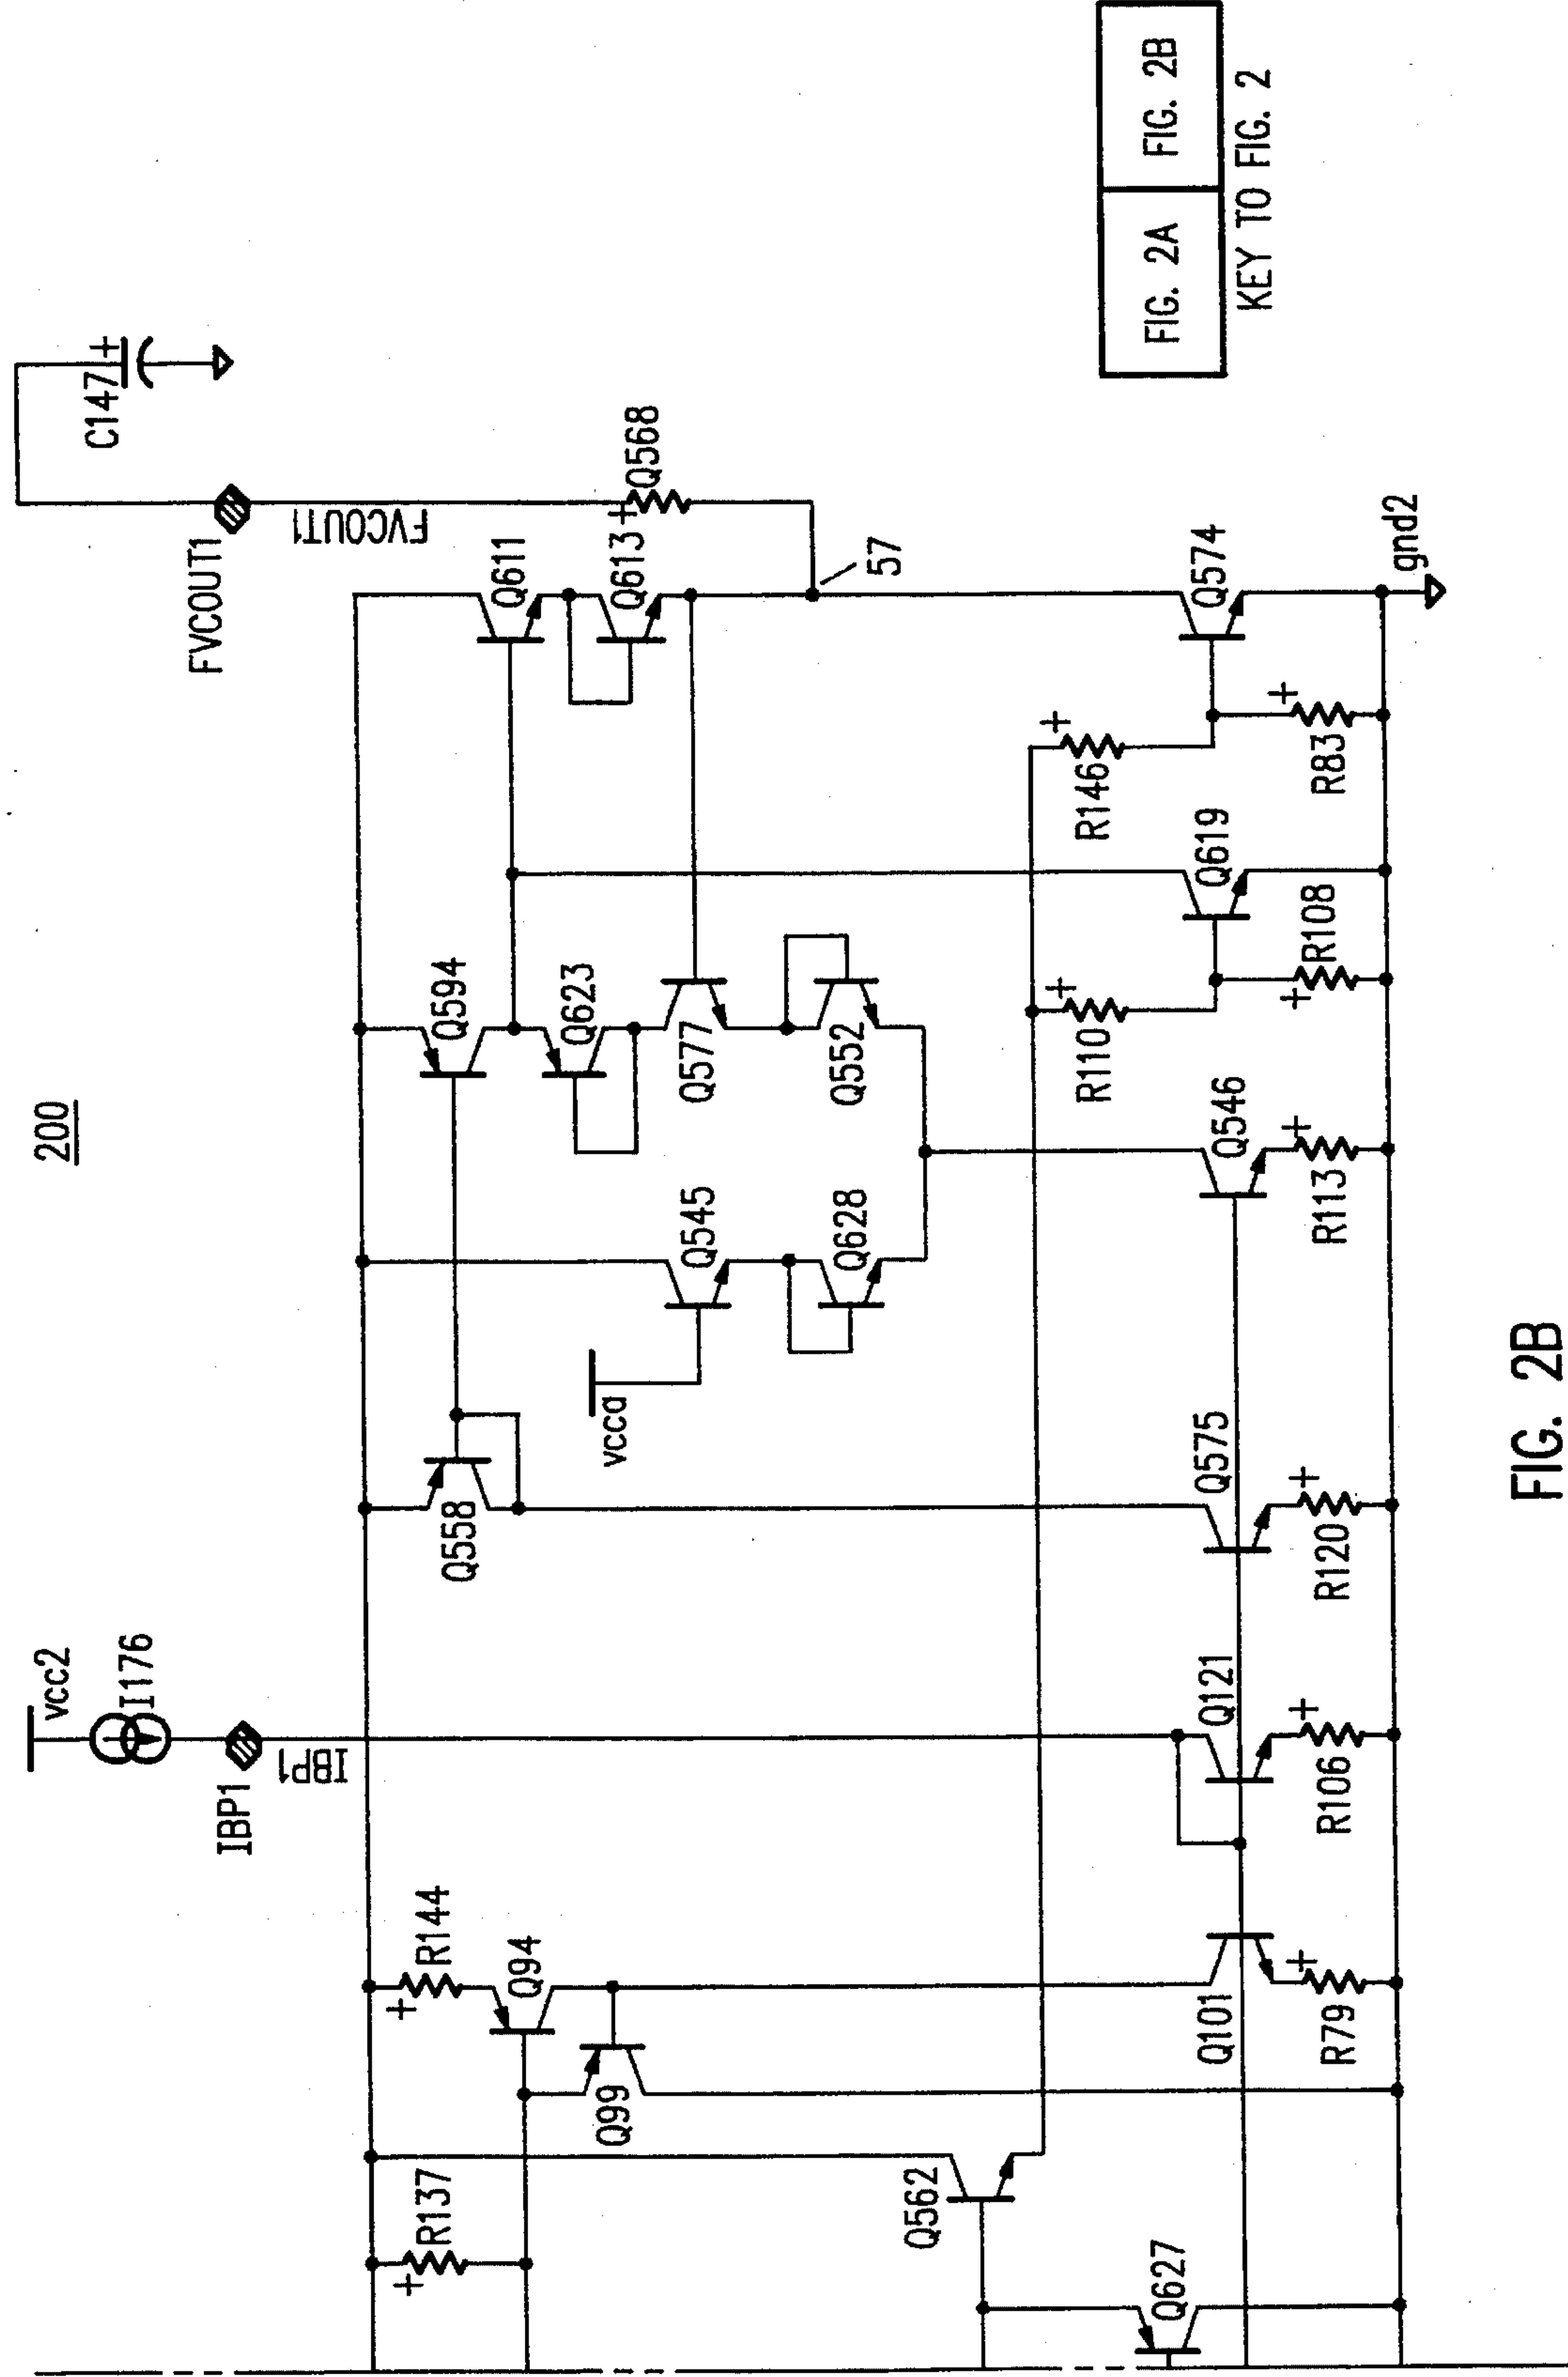 200
vcc2
I176
IBP1
IBP1
FVCOUT1
FVCOUT1
C147
+
R137
+
R144
+
Q94
Q99
Q558
Q594
Q623
Q611
Q613
Q568
+
57
vcca
Q545
Q577
Q628
Q552
Q562
Q627
R110
+
R146
+
Q101
Q121
Q575
Q546
Q619
Q574
R79
+
R106
+
R120
+
R113
+
R108
+
R83
+
gnd2
FIG. 2A
FIG. 2B
KEY TO FIG. 2
FIG. 2B